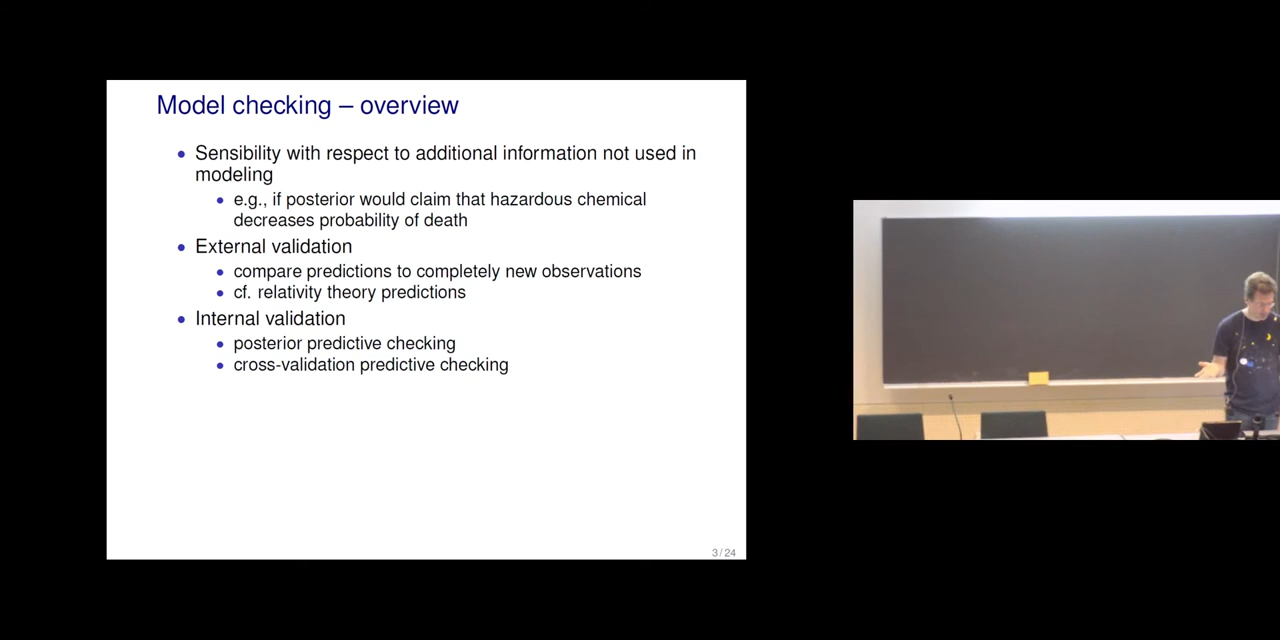 Model checking – overview
• Sensibility with respect to additional information not used in
modeling
• e.g., if posterior would claim that hazardous chemical
decreases probability of death
• External validation
• compare predictions to completely new observations
• cf. relativity theory predictions
• Internal validation
• posterior predictive checking
• cross-validation predictive checking
3 / 24